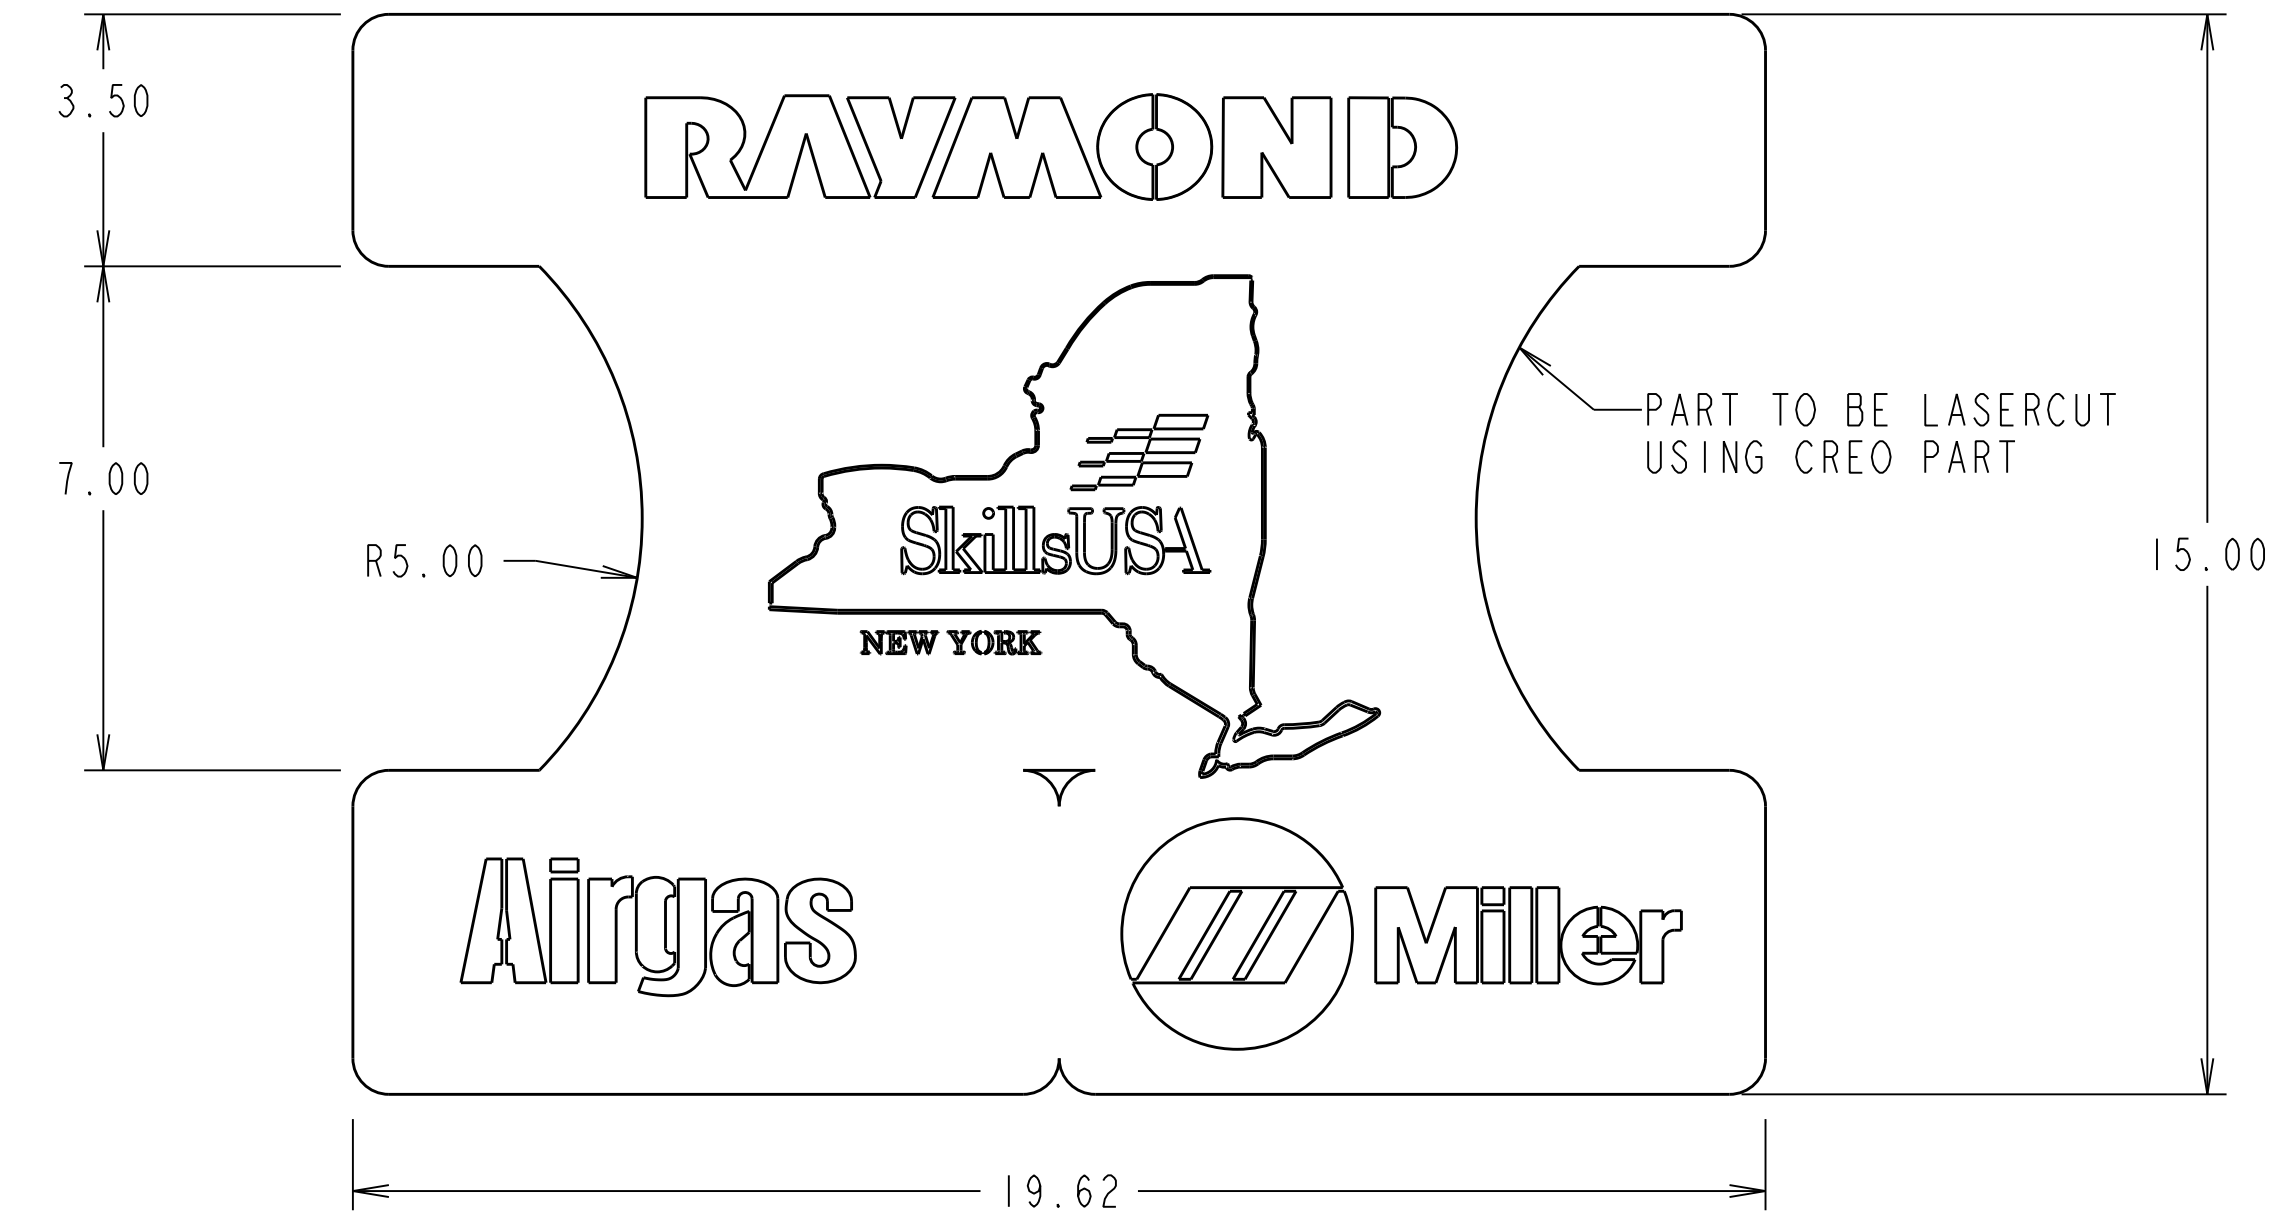 RAYMOND
3.50
PART TO BE LASERCUT
USING CREO PART
7.00
SkillsUSA
R5.00
15.00
NEW YORK
Airgas
Miller
19.62